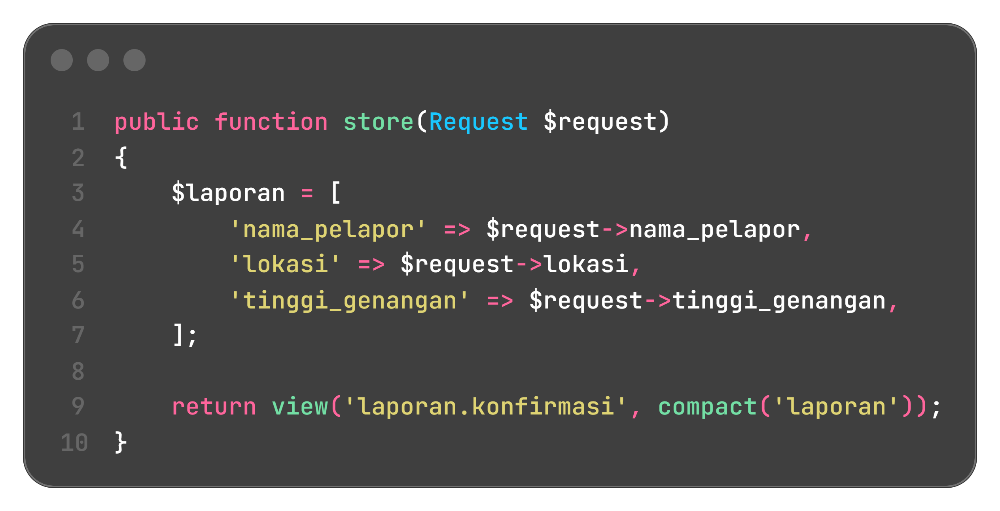 1 public function store(Request $request)
2 {
3     $laporan = [
4         'nama_pelapor' => $request->nama_pelapor,
5         'lokasi' => $request->lokasi,
6         'tinggi_genangan' => $request->tinggi_genangan,
7     ];
8
9     return view('laporan.konfirmasi', compact('laporan'));
10 }